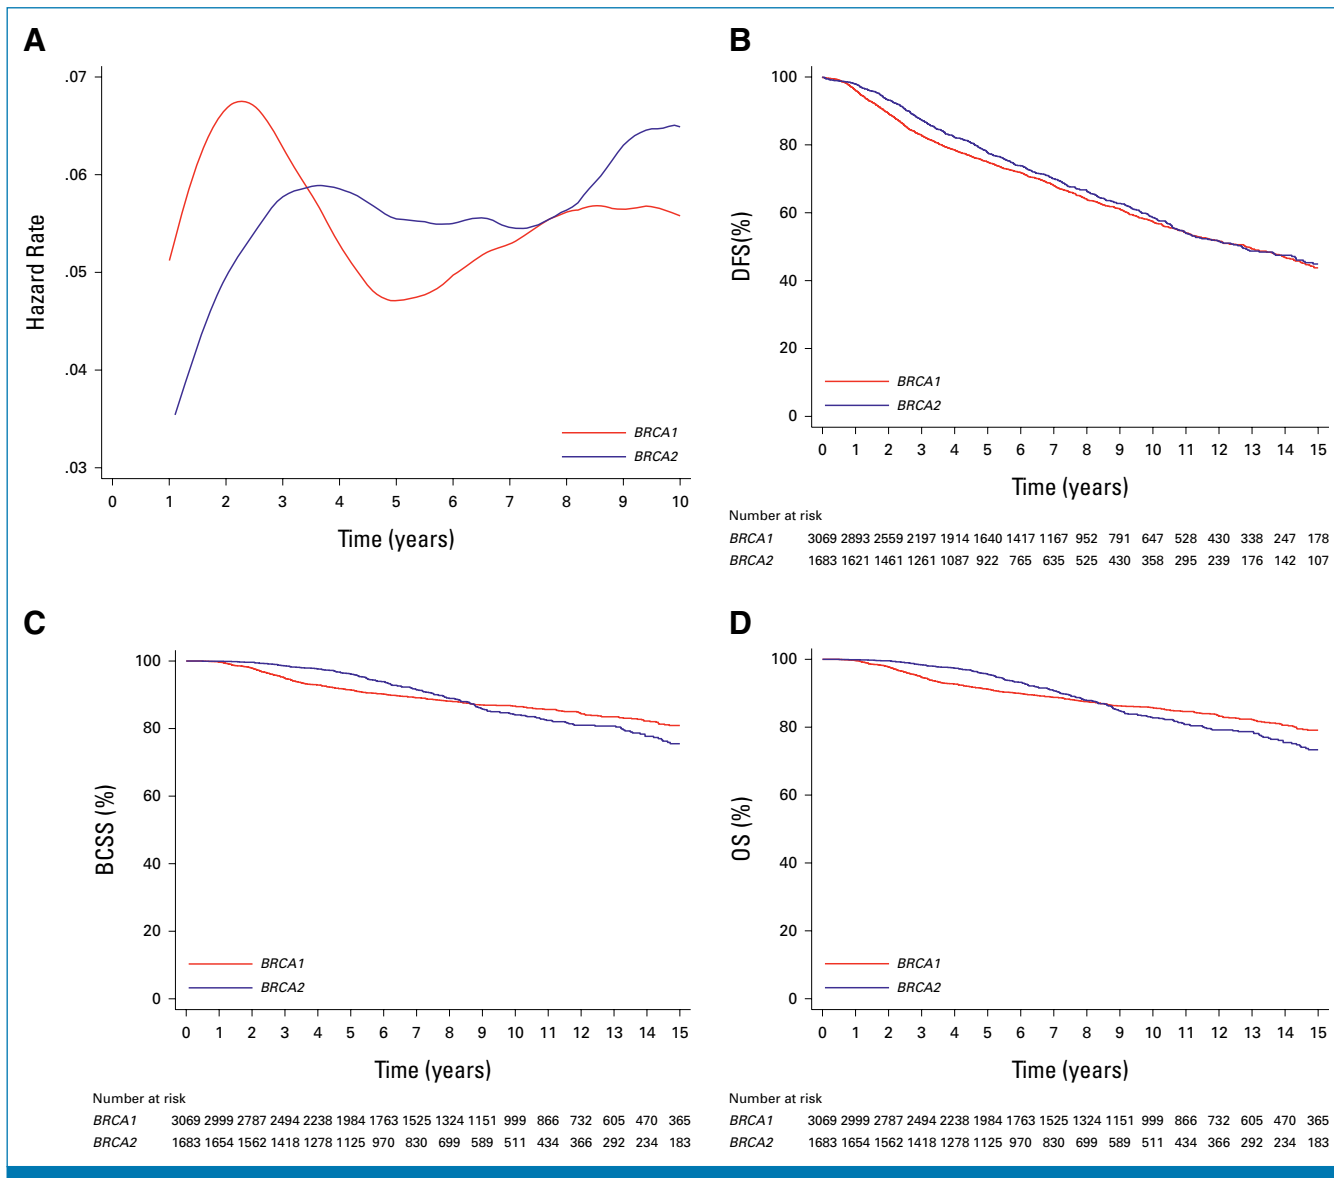 A
.07
.06
.05
.04
.03
Hazard Rate
BRCA1
BRCA2
0 1 2 3 4 5 6 7 8 9 10
Time (years)
B
100
80
60
40
20
0
DFS(%)
BRCA1
BRCA2
0 1 2 3 4 5 6 7 8 9 10 11 12 13 14 15
Time (years)
Number at risk
BRCA1 3069 2893 2559 2197 1914 1640 1417 1167 952 791 647 528 430 338 247 178
BRCA2 1683 1621 1461 1261 1087 922 765 635 525 430 358 295 239 176 142 107
C
100
80
60
40
20
0
BCSS (%)
BRCA1
BRCA2
0 1 2 3 4 5 6 7 8 9 10 11 12 13 14 15
Time (years)
Number at risk
BRCA1 3069 2999 2787 2494 2238 1984 1763 1525 1324 1151 999 866 732 605 470 365
BRCA2 1683 1654 1562 1418 1278 1125 970 830 699 589 511 434 366 292 234 183
D
100
80
60
40
20
0
OS (%)
BRCA1
BRCA2
0 1 2 3 4 5 6 7 8 9 10 11 12 13 14 15
Time (years)
Number at risk
BRCA1 3069 2999 2787 2494 2238 1984 1763 1525 1324 1151 999 866 732 605 470 365
BRCA2 1683 1654 1562 1418 1278 1125 970 830 699 589 511 434 366 292 234 183